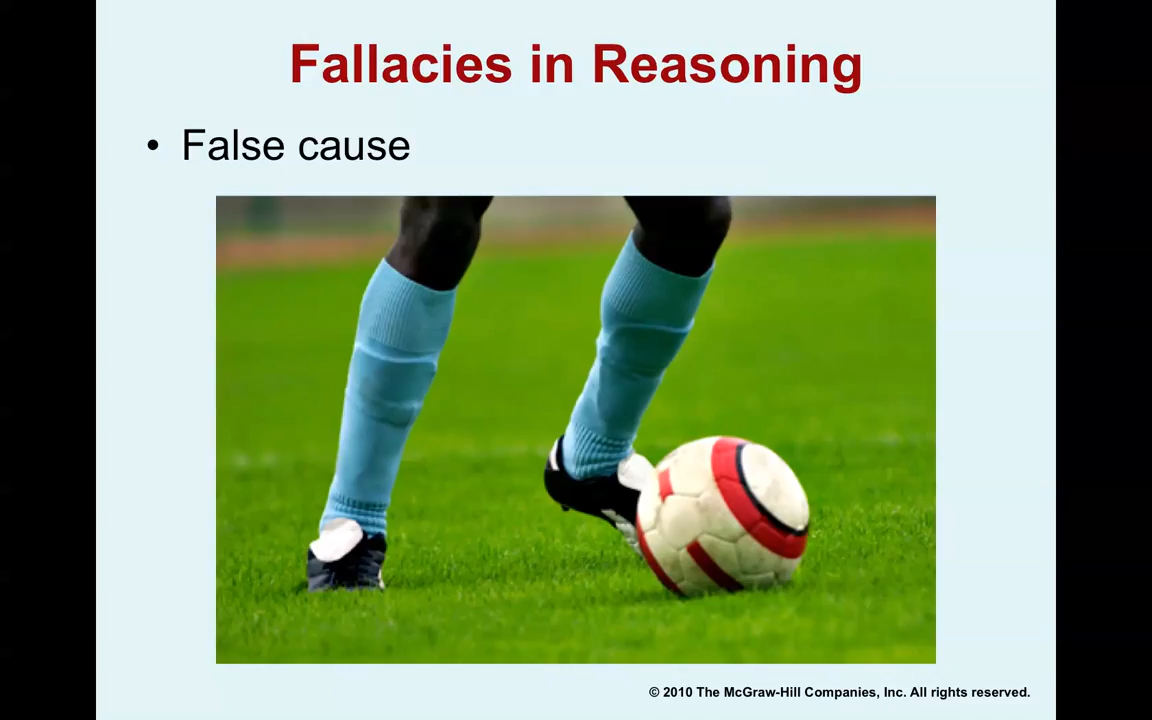 Fallacies in Reasoning
• False cause
© 2010 The McGraw-Hill Companies, Inc. All rights reserved.